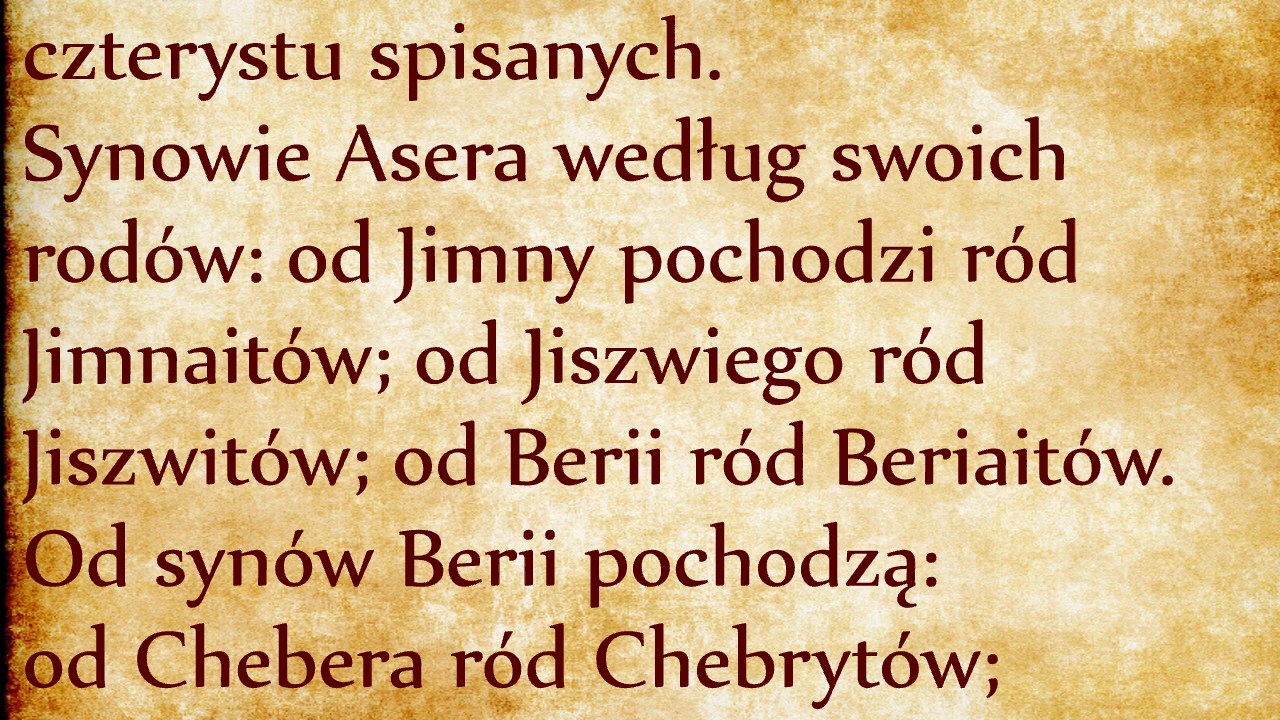 czterystu spisanych.
Synowie Asera według swoich
rodów: od Jimny pochodzi ród
Jimnaitów; od Jiszwiego ród
Jiszwitów; od Berii ród Beriaitów.
Od synów Berii pochodzą:
od Chebera ród Chebrytów;